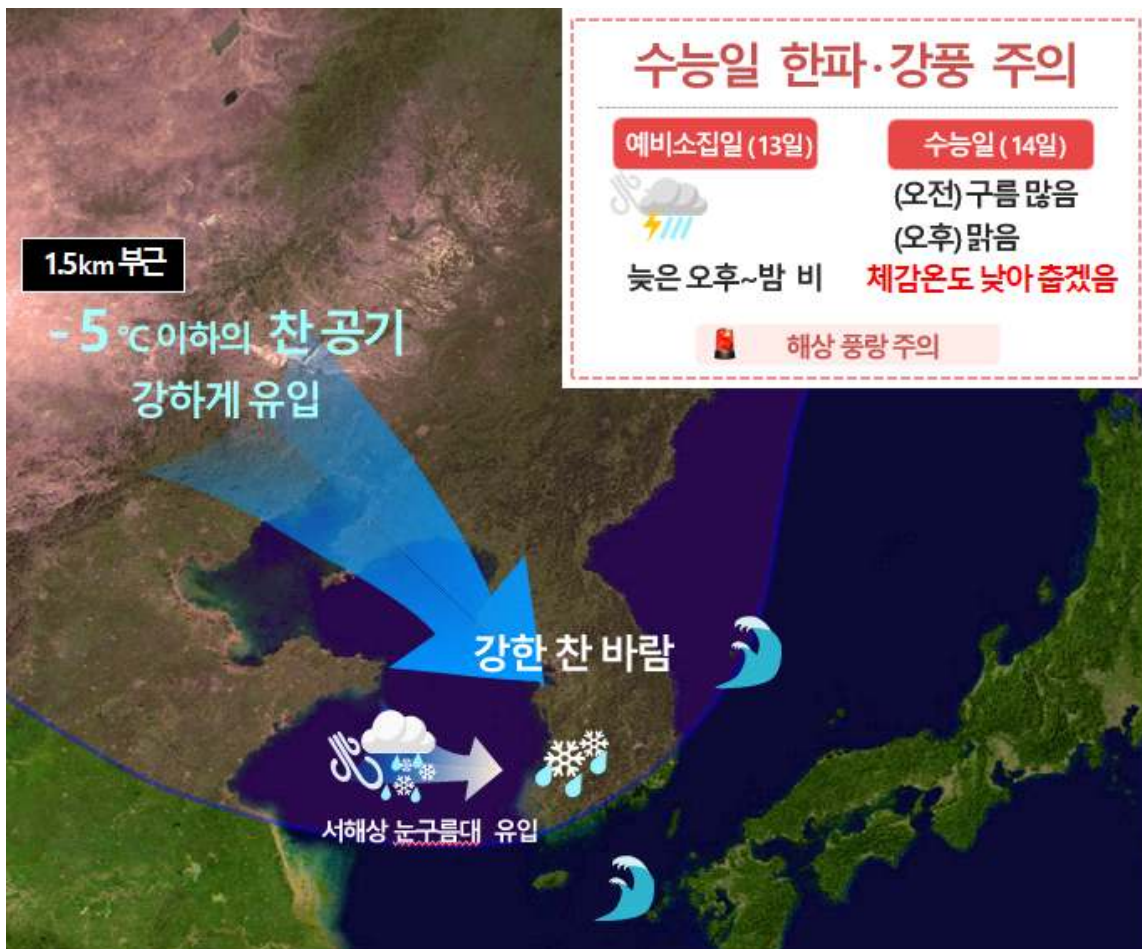 수능일 한파·강풍 주의
예비소집일 (13일)
늦은 오후~밤 비
수능일 (14일)
(오전) 구름 많음
(오후) 맑음
체감온도 낮아 춥겠음
해상 풍랑 주의
1.5km 부근
-5℃ 이하의 찬 공기
강하게 유입
강한 찬 바람
서해상 눈구름대 유입